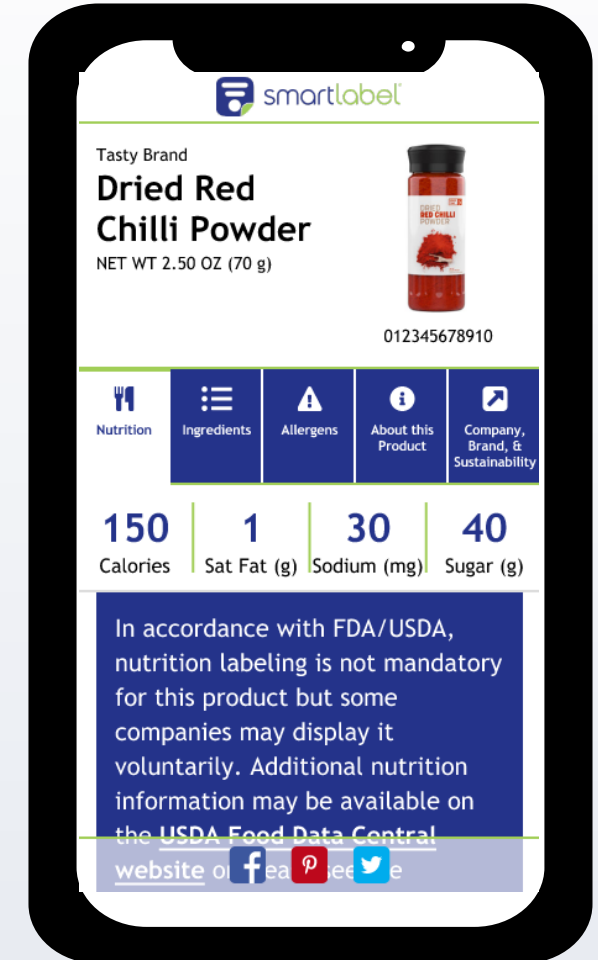 smartlabel
Tasty Brand
Dried Red
Chilli Powder
NET WT 2.50 OZ (70 g)
DRIED
RED CHILLI
POWDER
012345678910
Nutrition
Ingredients
Allergens
About this
Product
Company,
Brand, &
Sustainability
150
Calories
1
Sat Fat (g)
30
Sodium (mg)
40
Sugar (g)
In accordance with FDA/USDA,
nutrition labeling is not mandatory
for this product but some
companies may display it
voluntarily. Additional nutrition
information may be available on
the USDA Food Data Central
website